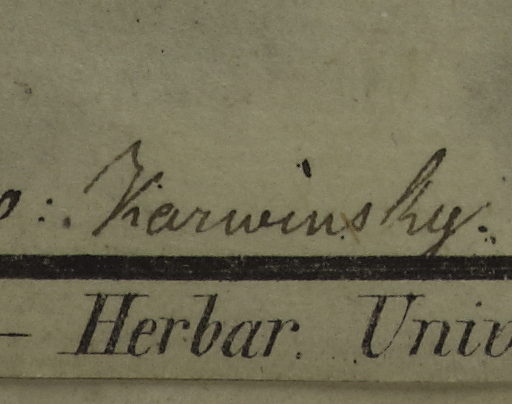 o: Karwinsky.
— Herbar. Univ